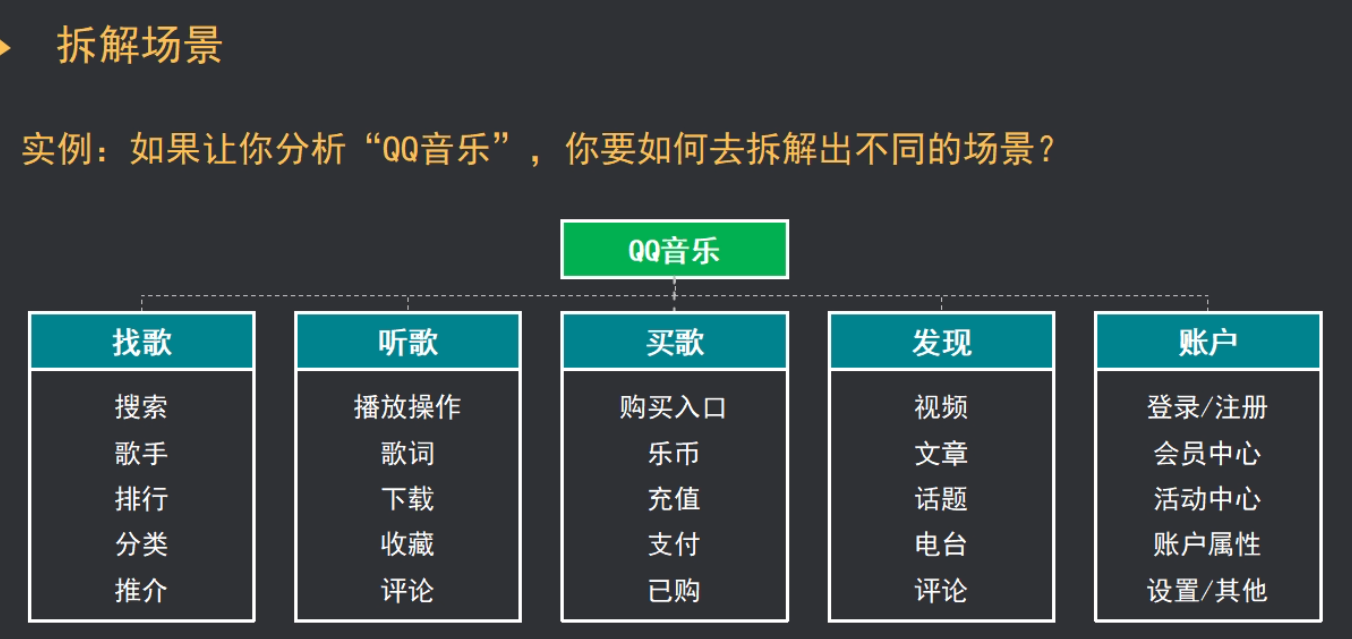 拆解场景
实例：如果让你分析“QQ音乐”，你要如何去拆解出不同的场景？
QQ音乐
找歌
搜索
歌手
排行
分类
推介
听歌
播放操作
歌词
下载
收藏
评论
买歌
购买入口
乐币
充值
支付
已购
发现
视频
文章
话题
电台
评论
账户
登录/注册
会员中心
活动中心
账户属性
设置/其他